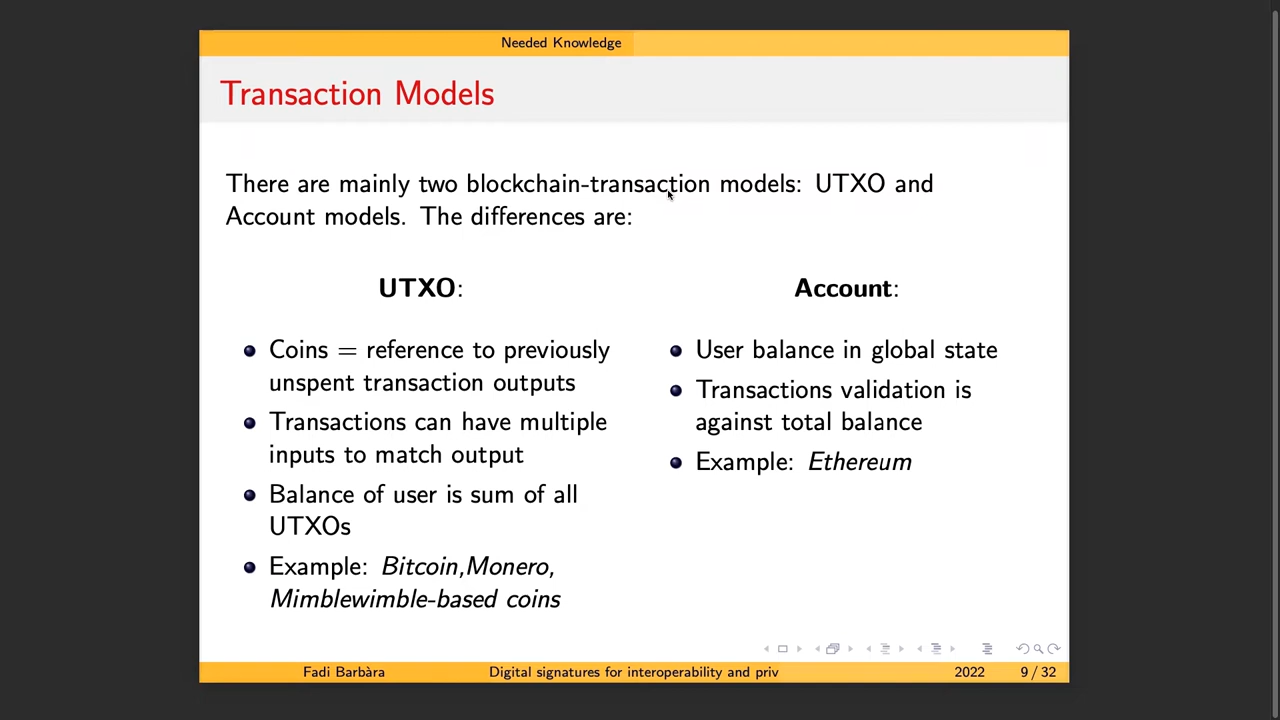 Needed Knowledge
Transaction Models
There are mainly two blockchain-transaction models: UTXO and
Account models. The differences are:
UTXO:
Coins = reference to previously
unspent transaction outputs
Transactions can have multiple
inputs to match output
Balance of user is sum of all
UTXOs
Example: Bitcoin,Monero,
Mimblewimble-based coins
Account:
User balance in global state
Transactions validation is
against total balance
Example: Ethereum
Fadi Barbàra Digital signatures for interoperability and priv 2022 9 / 32